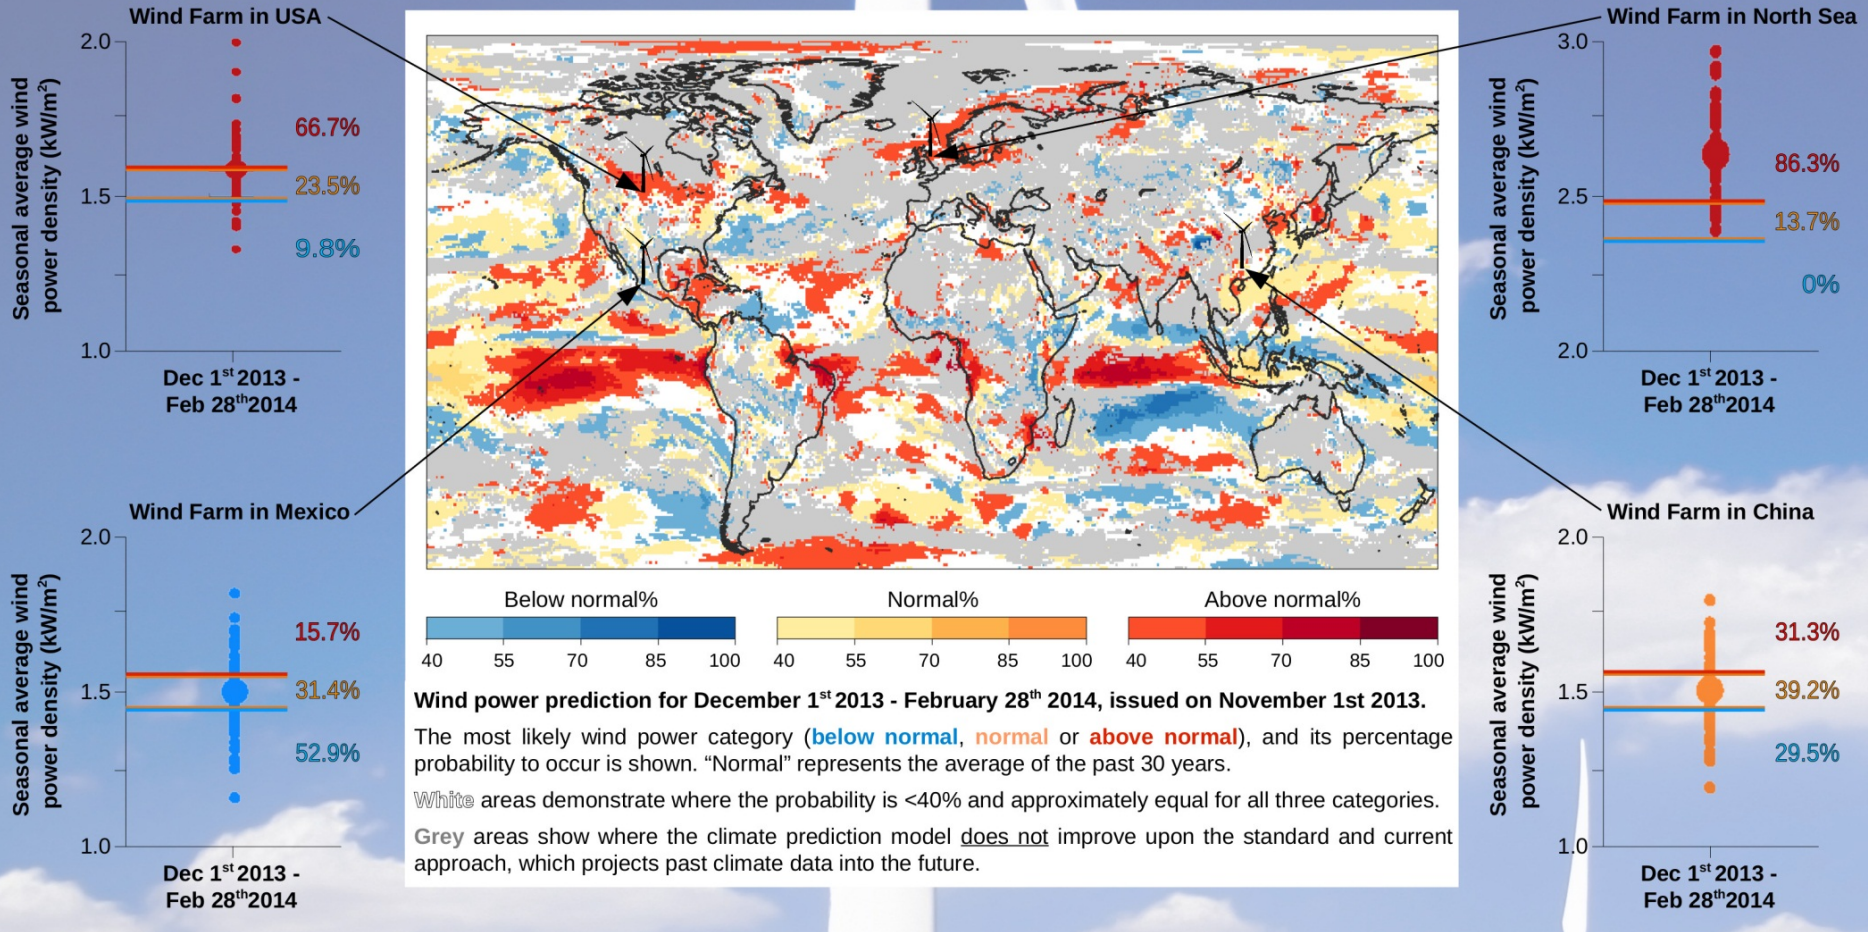 Wind Farm in USA
2.0
1.5
1.0
Seasonal average wind
power density (kW/m²)
66.7%
23.5%
9.8%
Dec 1st 2013 -
Feb 28th2014
Wind Farm in North Sea
3.0
2.5
2.0
Seasonal average wind
power density (kW/m²)
86.3%
13.7%
0%
Dec 1st 2013 -
Feb 28th2014
Wind Farm in Mexico
2.0
1.5
1.0
Seasonal average wind
power density (kW/m²)
15.7%
31.4%
52.9%
Dec 1st 2013 -
Feb 28th2014
Wind Farm in China
2.0
1.5
1.0
Seasonal average wind
power density (kW/m²)
31.3%
39.2%
29.5%
Dec 1st 2013 -
Feb 28th2014
Below normal% Normal% Above normal%
40 55 70 85 100 40 55 70 85 100 40 55 70 85 100
Wind power prediction for December 1st 2013 - February 28th 2014, issued on November 1st 2013.
The most likely wind power category (below normal, normal or above normal), and its percentage
probability to occur is shown. “Normal” represents the average of the past 30 years.
White areas demonstrate where the probability is <40% and approximately equal for all three categories.
Grey areas show where the climate prediction model does not improve upon the standard and current
approach, which projects past climate data into the future.